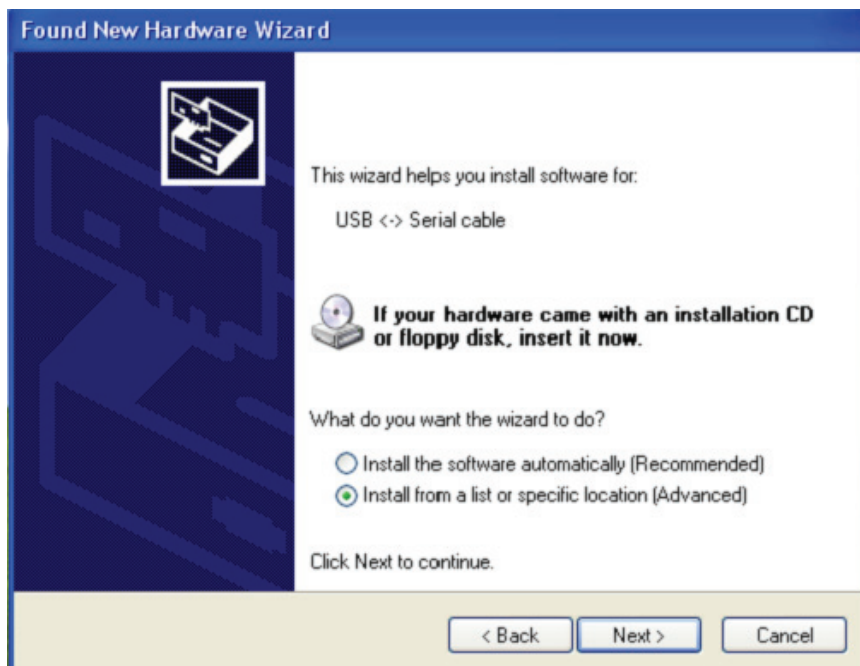 Found New Hardware Wizard
This wizard helps you install software for:
USB <-> Serial cable
If your hardware came with an installation CD
or floppy disk, insert it now.
What do you want the wizard to do?
Install the software automatically (Recommended)
Install from a list or specific location (Advanced)
Click Next to continue.
< Back
Next >
Cancel